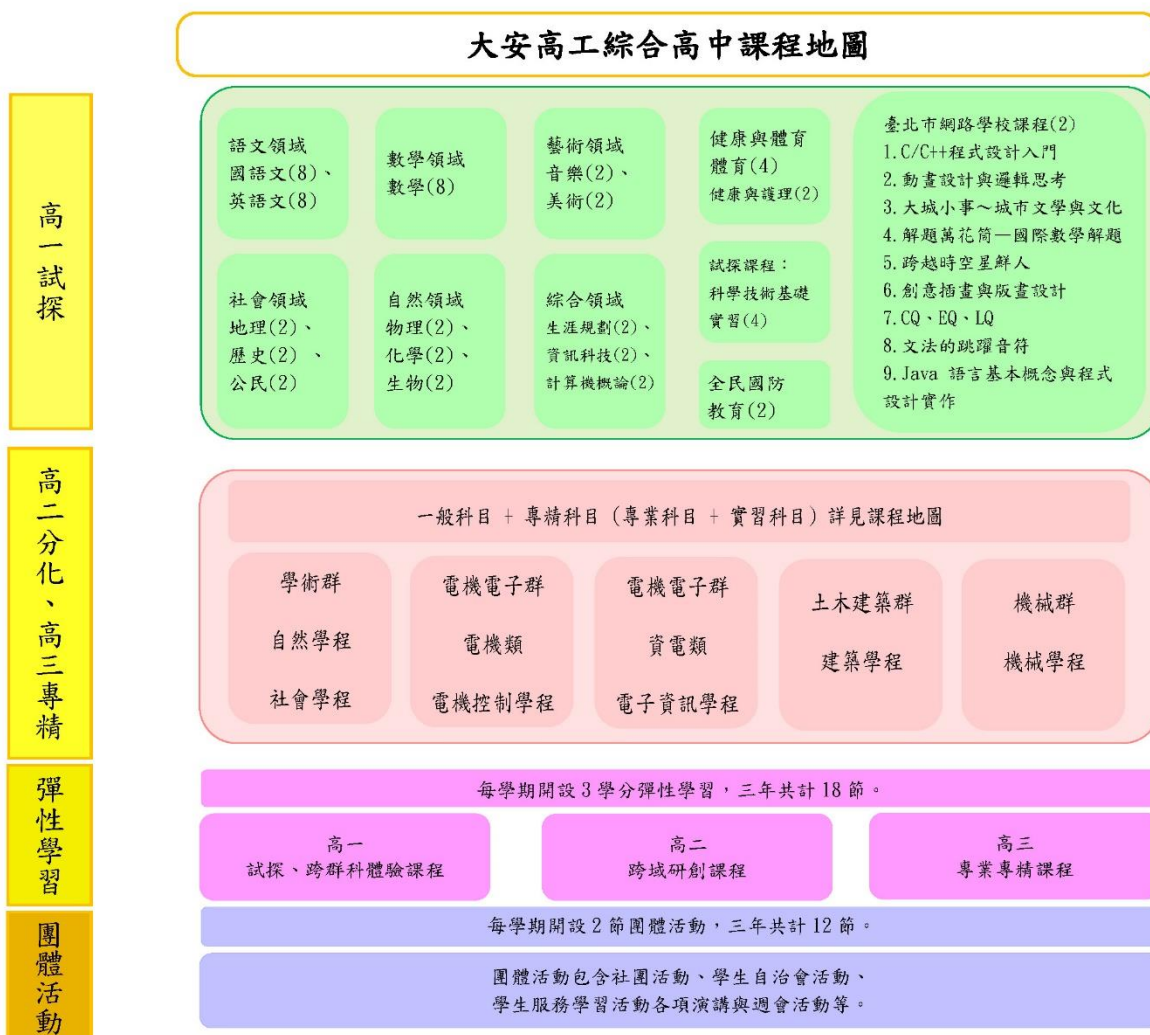 大安高工綜合高中課程地圖
高一試探
語文領域
國語文(8)、
英語文(8)
數學領域
數學(8)
藝術領域
音樂(2)、
美術(2)
健康與體育
體育(4)
健康與護理(2)
社會領域
地理(2)、
歷史(2)、
公民(2)
自然領域
物理(2)、
化學(2)、
生物(2)
綜合領域
生涯規劃(2)、
資訊科技(2)、
計算機概論(2)
試探課程：
科學技術基礎
實習(4)
全民國防
教育(2)
臺北市網路學校課程(2)
1.C/C++程式設計入門
2.動畫設計與邏輯思考
3.大城小事～城市文學與文化
4.解題萬花筒—國際數學解題
5.跨越時空星鮮人
6.創意插畫與版畫設計
7.CQ、EQ、LQ
8.文法的跳躍音符
9.Java 語言基本概念與程式
設計實作
高二分化、高三專精
一般科目 + 專精科目（專業科目 + 實習科目）詳見課程地圖
學術群
自然學程
社會學程
電機電子群
電機類
電機控制學程
電機電子群
資電類
電子資訊學程
土木建築群
建築學程
機械群
機械學程
彈性學習
每學期開設 3 學分彈性學習，三年共計 18 節。
高一
試探、跨群科體驗課程
高二
跨域研創課程
高三
專業專精課程
團體活動
每學期開設 2 節團體活動，三年共計 12 節。
團體活動包含社團活動、學生自治會活動、
學生服務學習活動各項演講與週會活動等。